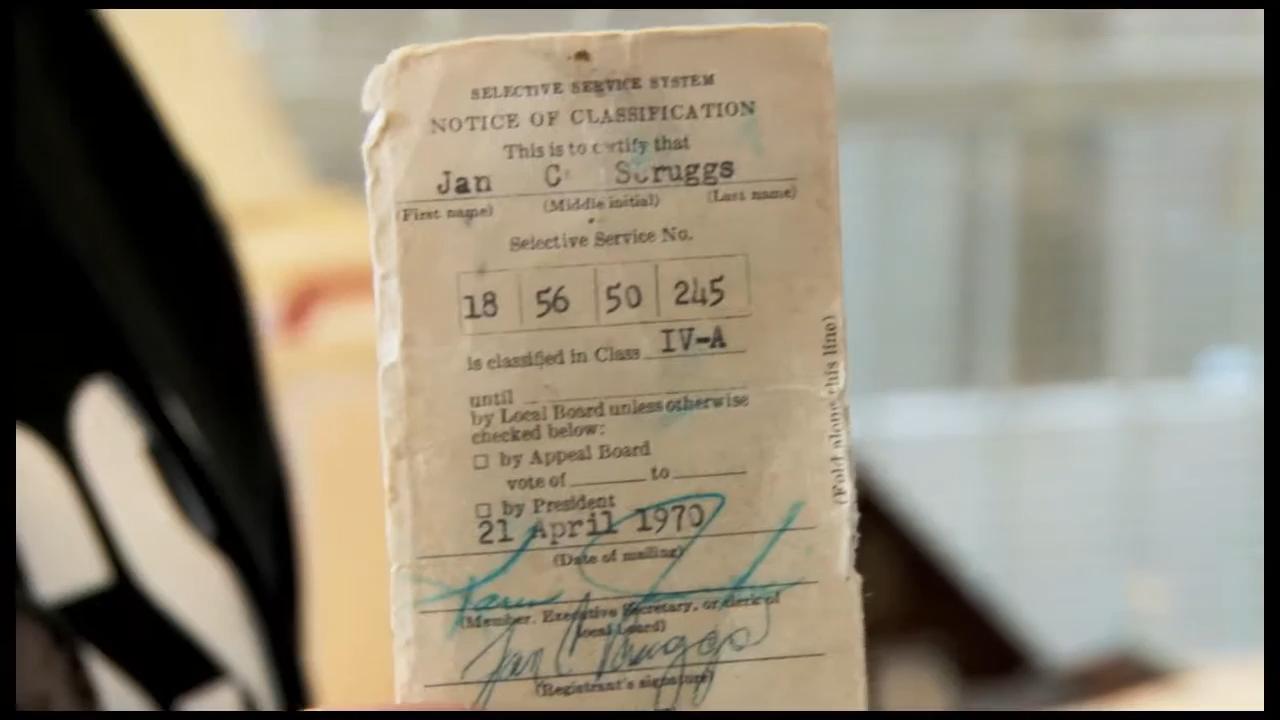 SELECTIVE SERVICE SYSTEM
NOTICE OF CLASSIFICATION
This is to certify that
Jan C Scruggs
(First name) (Middle initial) (Last name)
Selective Service No.
18 56 50 245
is classified in Class IV-A
until
by Local Board unless otherwise
checked below:
by Appeal Board
vote of to
by President
21 April 1970
(Date of mailing)
Karen
(Member, Executive Secretary, or clerk of
local board)
Jan C Scruggs
(Registrant's signature)
(Fold along this line)